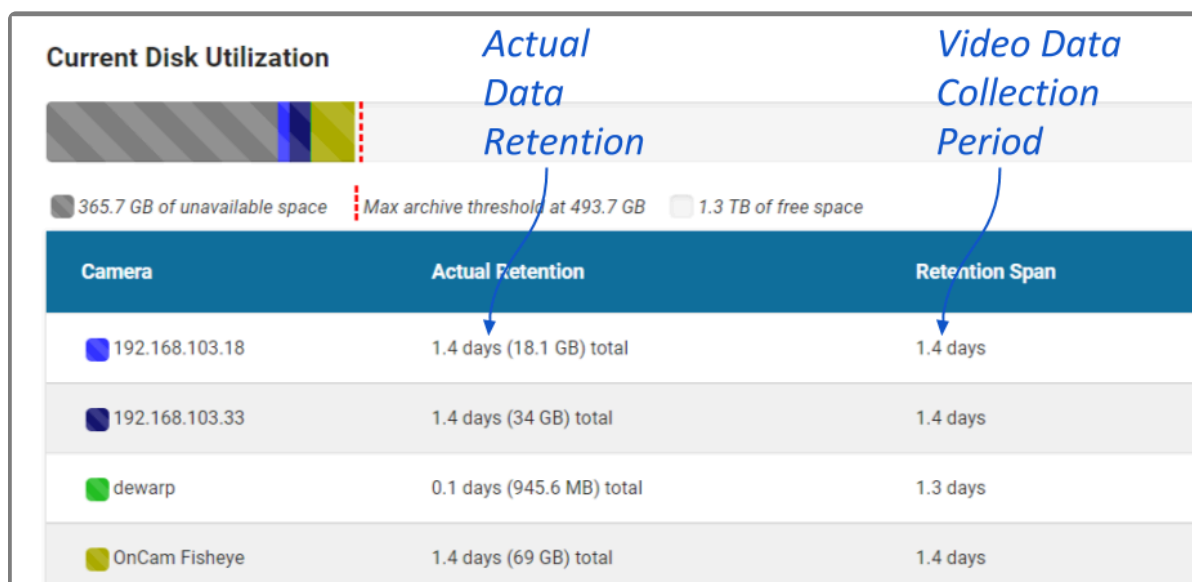 Current Disk Utilization
Actual
Data
Retention
Video Data
Collection
Period
365.7 GB of unavailable space Max archive threshold at 493.7 GB 1.3 TB of free space
Camera Actual Retention Retention Span
192.168.103.18 1.4 days (18.1 GB) total 1.4 days
192.168.103.33 1.4 days (34 GB) total 1.4 days
dewarp 0.1 days (945.6 MB) total 1.3 days
OnCam Fisheye 1.4 days (69 GB) total 1.4 days